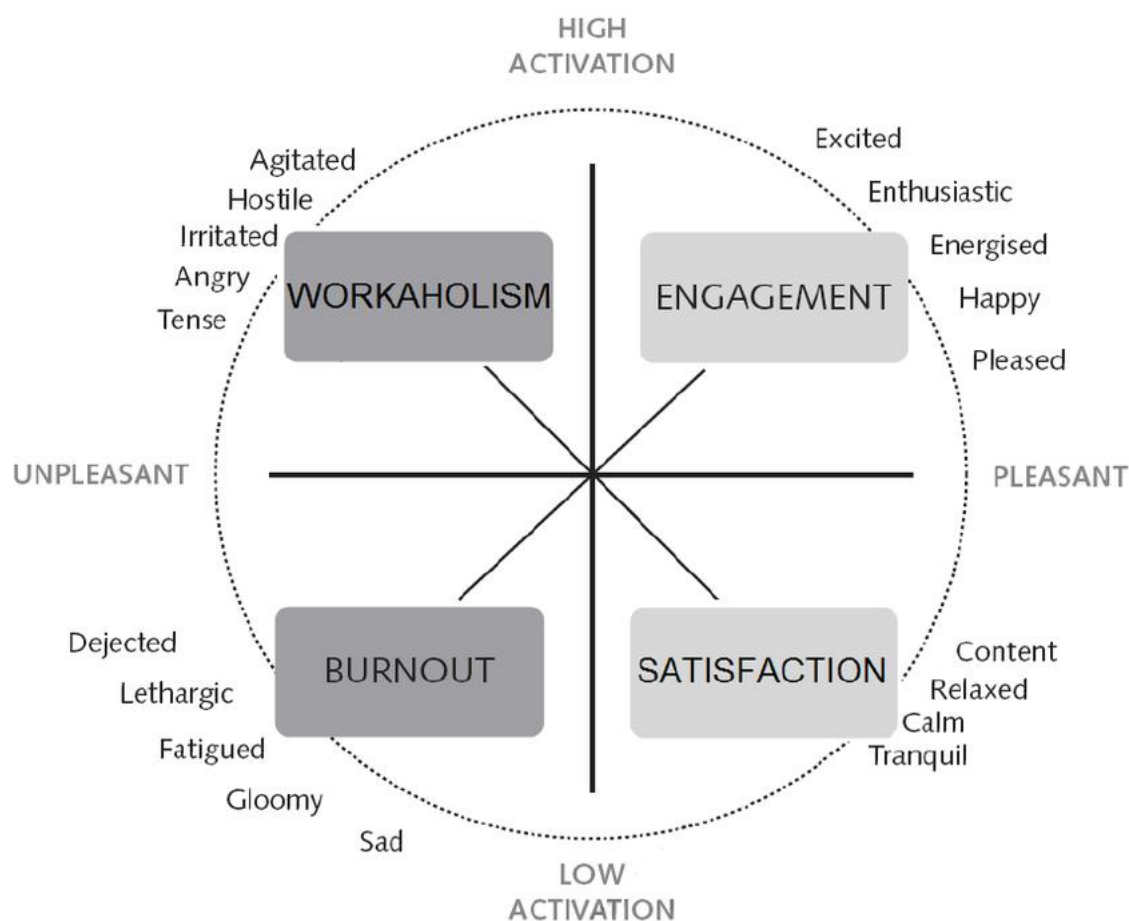 HIGH
ACTIVATION
Excited
Agitated
Enthusiastic
Hostile
Irritated
Energised
Angry
WORKAHOLISM
ENGAGEMENT
Happy
Tense
Pleased
UNPLEASANT
PLEASANT
Dejected
Content
BURNOUT
SATISFACTION
Lethargic
Relaxed
Calm
Fatigued
Tranquil
Gloomy
Sad
LOW
ACTIVATION